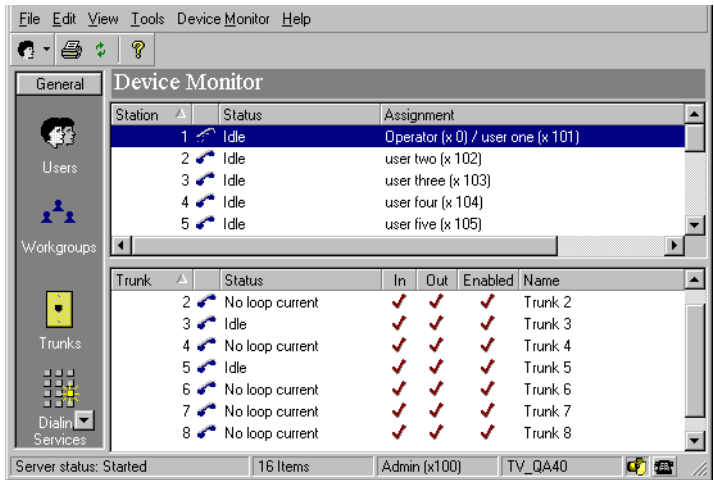 File Edit View Tools Device Monitor Help
General
Device Monitor
Users
Workgroups
Trunks
Dialin
Services
Station Status Assignment
1 Idle Operator (x 0) / user one (x 101)
2 Idle user two (x 102)
3 Idle user three (x 103)
4 Idle user four (x 104)
5 Idle user five (x 105)
Trunk Status In Out Enabled Name
2 No loop current Trunk 2
3 Idle Trunk 3
4 No loop current Trunk 4
5 Idle Trunk 5
6 No loop current Trunk 6
7 No loop current Trunk 7
8 No loop current Trunk 8
Server status: Started 16 Items Admin (x100) TV_QA40